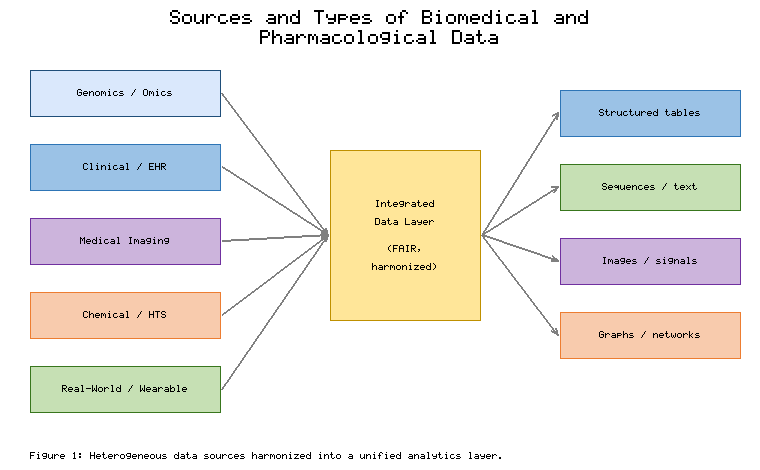 Sources and Types of Biomedical and
Pharmacological Data
Genomics / Omics
Clinical / EHR
Medical Imaging
Chemical / HTS
Real-World / Wearable
Integrated
Data Layer
(FAIR,
harmonized)
Structured tables
Sequences / text
Images / signals
Graphs / networks
Figure 1: Heterogeneous data sources harmonized into a unified analytics layer.